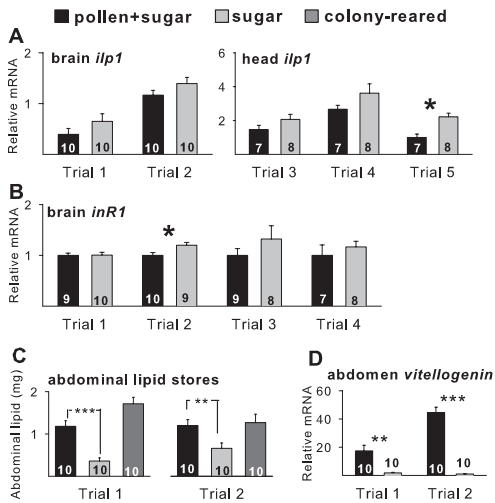 pollen+sugar sugar colony-reared
A
brain ilp1
head ilp1
Relative mRNA
2
1
10 10 10 10
Trial 1 Trial 2
6
4
2
*
7 8 7 8 7 8
Trial 3 Trial 4 Trial 5
B
brain inR1
Relative mRNA
2
1
*
9 10 10 9 9 8 7 8
Trial 1 Trial 2 Trial 3 Trial 4
C
abdominal lipid stores
Abdominal lipid (mg)
2
1
*** **
10 10 10 10 10 10
Trial 1 Trial 2
D
abdomen vitellogenin
Relative mRNA
60
40
20
** ***
10 10 10 10
Trial 1 Trial 2